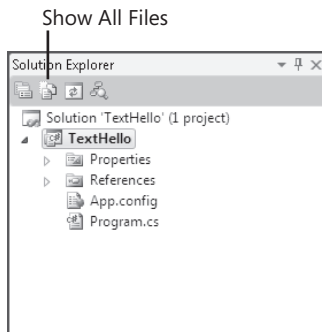 Show All Files
Solution Explorer
Solution 'TextHello' (1 project)
TextHello
Properties
References
App.config
Program.cs